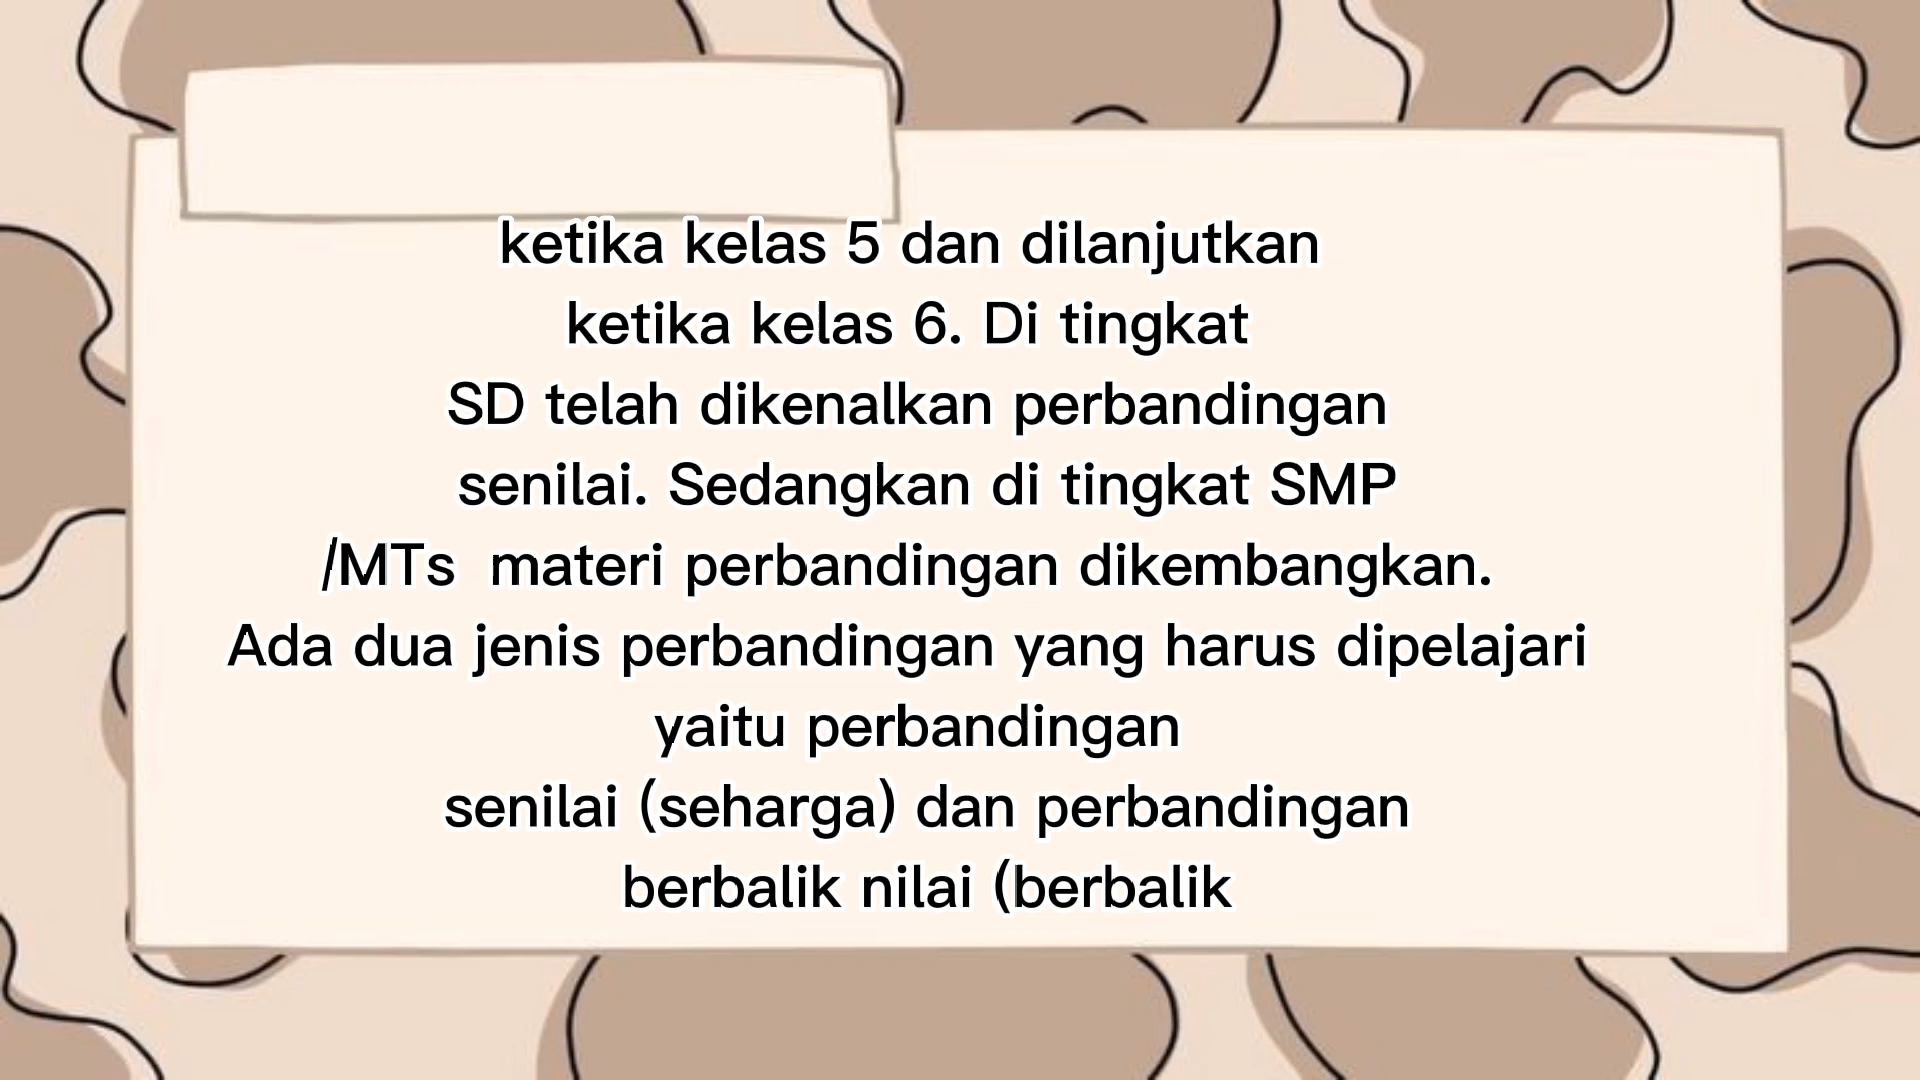 ketika kelas 5 dan dilanjutkan
ketika kelas 6. Di tingkat
SD telah dikenalkan perbandingan
senilai. Sedangkan di tingkat SMP
/MTs  materi perbandingan dikembangkan.
Ada dua jenis perbandingan yang harus dipelajari
yaitu perbandingan
senilai (seharga) dan perbandingan
berbalik nilai (berbalik